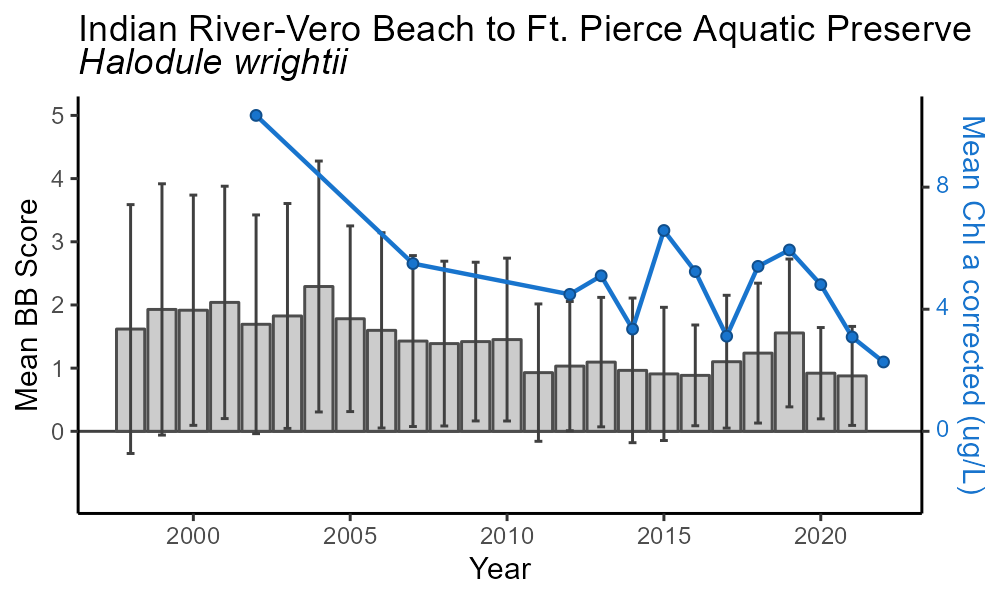 Indian River-Vero Beach to Ft. Pierce Aquatic Preserve
Halodule wrightii
Mean BB Score
5
4
3
2
1
0
8
4
0
Mean Chl a corrected (ug/L)
2000
2005
2010
2015
2020
Year